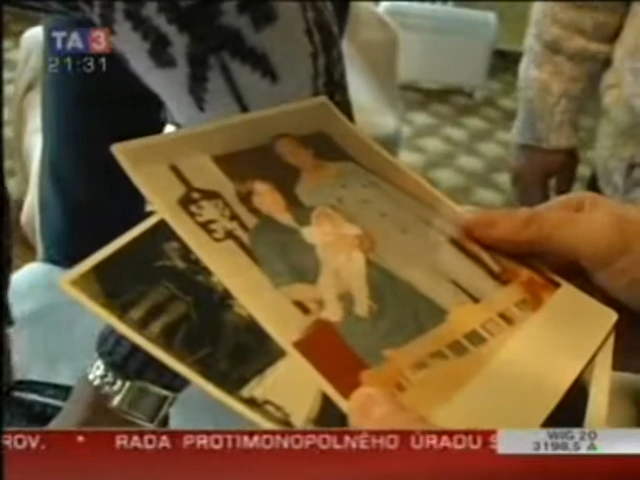 TA3
21:31
ROV. * RADA PROTIMONOPOLNÉHO ÚRADU S
WIG 20
3198,5